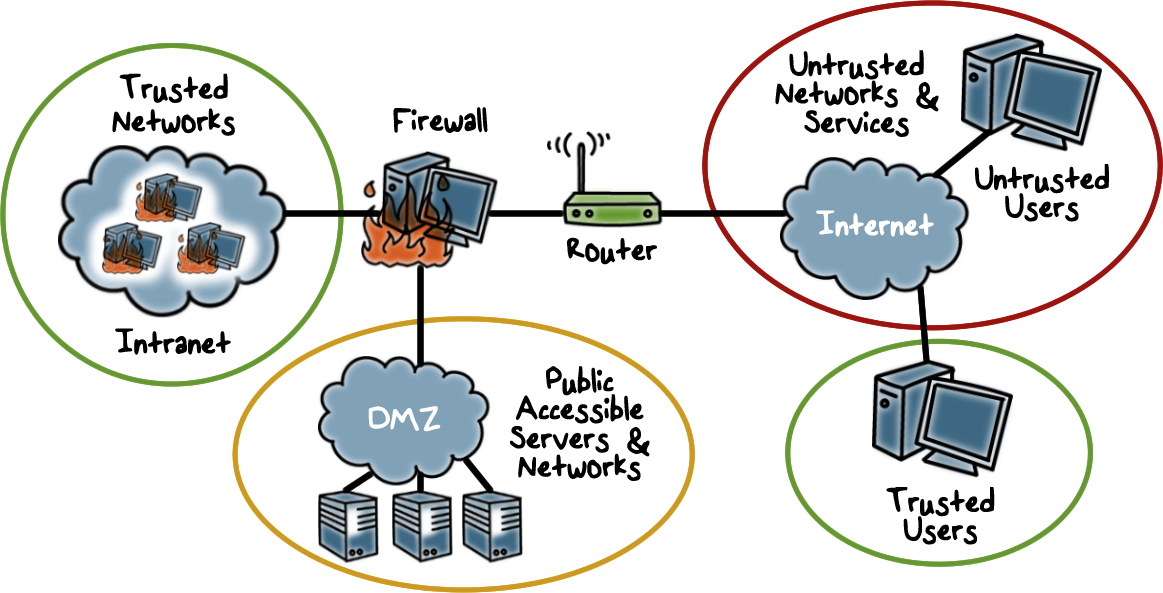 Trusted
Networks
Intranet
Firewall
Router
Untrusted
Networks &
Services
Untrusted
Users
Internet
DMZ
Public
Accessible
Servers &
Networks
Trusted
Users